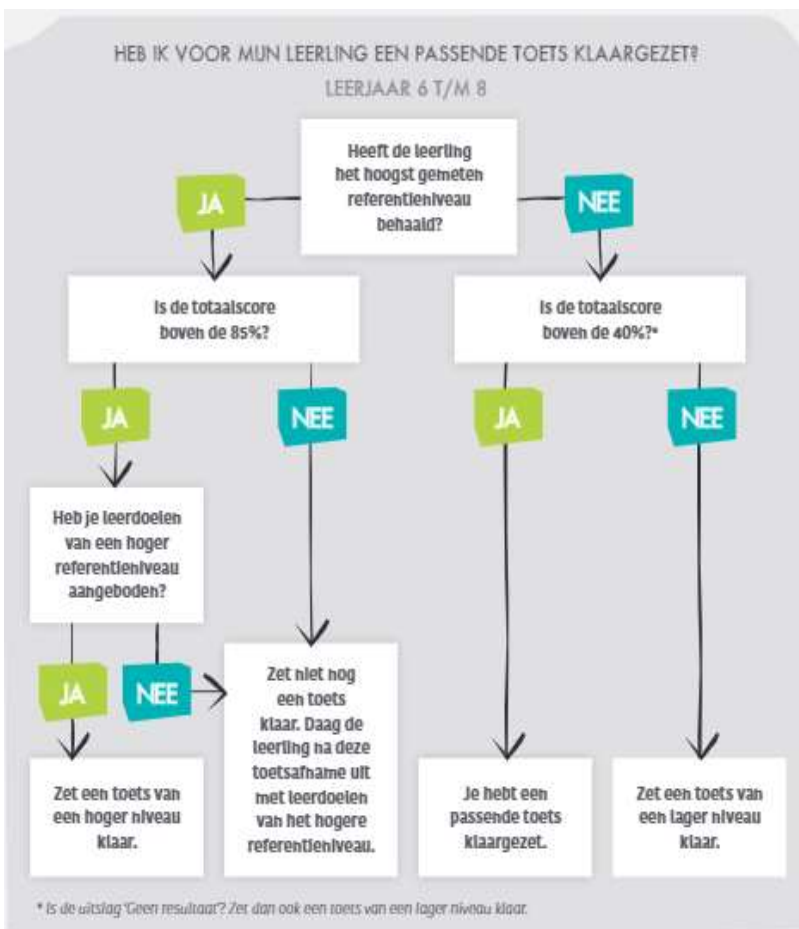 HEB IK VOOR MIJN LEERLING EEN PASSENDE TOETS KLAARGEZET?
LEERJAAR 6 T/M 8
Heeft de leerling
het hoogst gemeten
referentieniveau
behaald?
JA
NEE
Is de totaalscore
boven de 85%?
Is de totaalscore
boven de 40%?*
JA
NEE
JA
NEE
Heb je leerdoelen
van een hoger
referentieniveau
aangeboden?
JA
NEE
Zet niet nog
een toets
klaar. Daag de
leerling na deze
toetsafname uit
met leerdoelen
van het hogere
referentieniveau.
Zet een toets van
een hoger niveau
klaar.
Je hebt een
passende toets
klaargezet.
Zet een toets van
een lager niveau
klaar.
* Is de uitslag 'Geen resultaat'? Zet dan ook een toets van een lager niveau klaar.